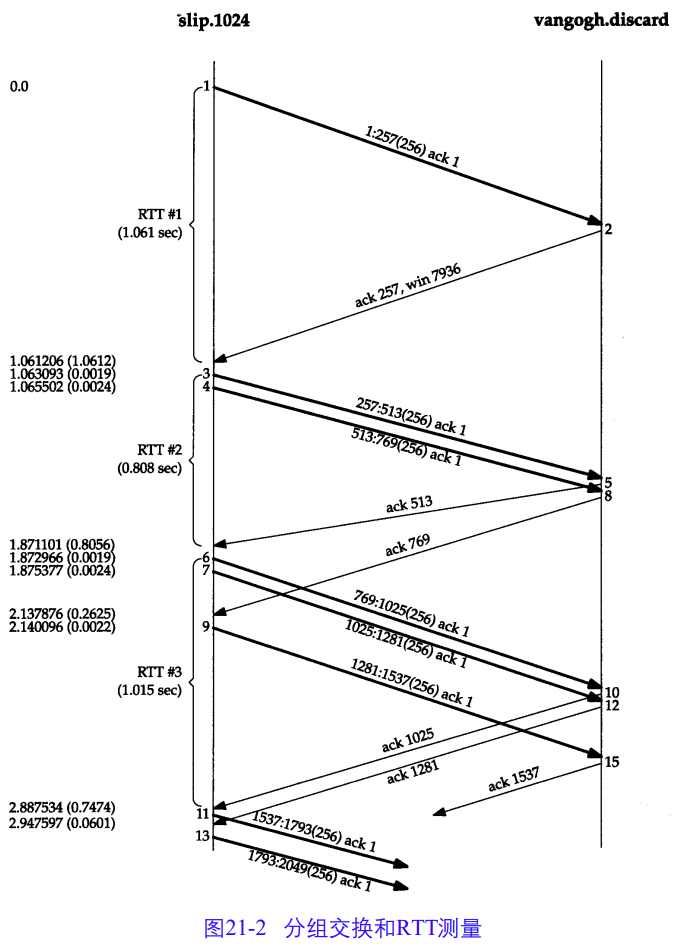 slip.1024
vangogh.discard
0.0
1
1:257(256) ack 1
RTT #1
(1.061 sec)
2
ack 257, win 7936
1.061206 (1.0612)
1.063093 (0.0019)
1.065502 (0.0024)
3
4
257:513(256) ack 1
513:769(256) ack 1
RTT #2
(0.808 sec)
5
8
ack 513
ack 769
1.871101 (0.8056)
1.872966 (0.0019)
1.875377 (0.0024)
6
7
769:1025(256) ack 1
1025:1281(256) ack 1
2.137876 (0.2625)
2.140096 (0.0022)
9
1281:1537(256) ack 1
RTT #3
(1.015 sec)
10
12
ack 1025
ack 1281
15
ack 1537
2.887534 (0.7474)
2.947597 (0.0601)
11
13
1537:1793(256) ack 1
1793:2049(256) ack 1
图21-2 分组交换和RTT测量